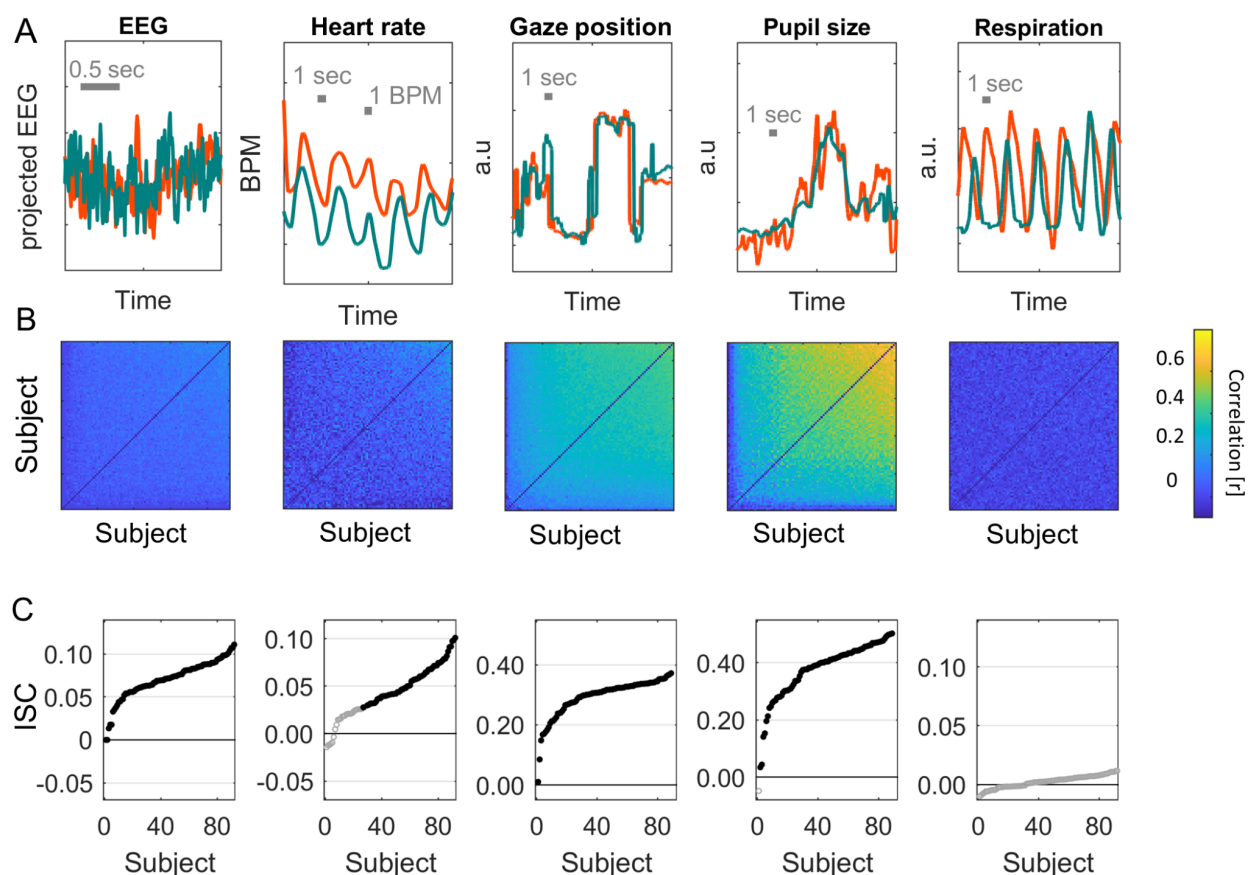 A
EEG
Heart rate
Gaze position
Pupil size
Respiration
0.5 sec
1 sec
1 BPM
1 sec
1 sec
1 sec
projected EEG
BPM
a.u
a.u
a.u.
Time
Time
Time
Time
Time
B
Subject
Subject
Subject
Subject
Subject
Subject
0.6
0.4
0.2
0
Correlation [r]
C
ISC
0.10
0.05
0
-0.05
0 40 80
Subject
0.10
0.05
0.00
-0.05
0 40 80
Subject
0.40
0.20
0.00
0 40 80
Subject
0.40
0.20
0.00
0 40 80
Subject
0.10
0.05
0.00
0 40 80
Subject